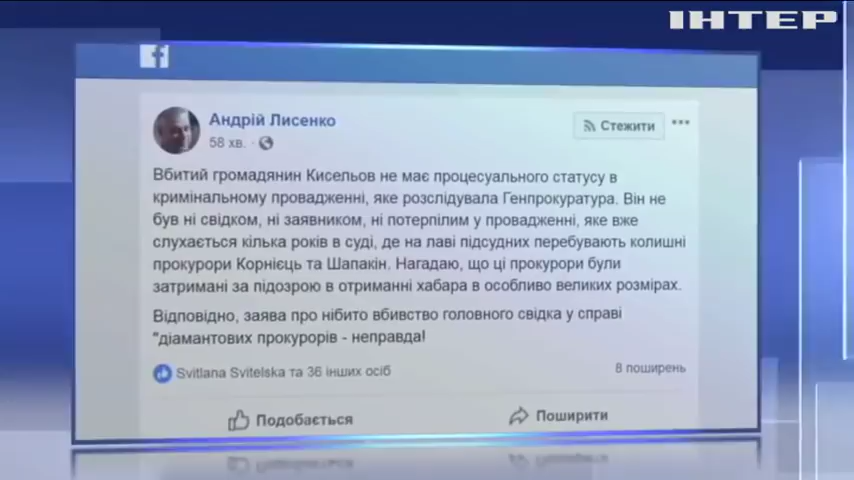 ІНТЕР
Андрій Лисенко
58 хв.
Стежити
Вбитий громадянин Кисельов не має процесуального статусу в
кримінальному провадженні, яке розслідувала Генпрокуратура. Він не
був ні свідком, ні заявником, ні потерпілим у провадженні, яке вже
слухається кілька років в суді, де на лаві підсудних перебувають колишні
прокурори Корнієць та Шапакін. Нагадаю, що ці прокурори були
затримані за підозрою в отриманні хабара в особливо великих розмірах.
Відповідно, заява про нібито вбивство головного свідка у справі
"діамантових прокурорів - неправда!
Svitlana Svitelska та 36 інших осіб
8 поширень
Подобається
Поширити